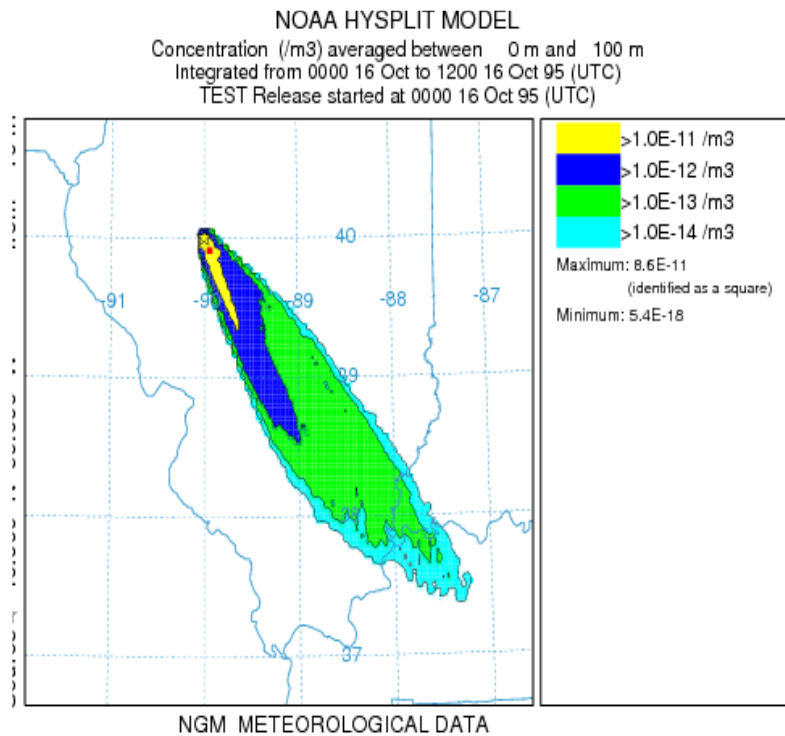 NOAA HYSPLIT MODEL
Concentration (/m3) averaged between 0 m and 100 m
Integrated from 0000 16 Oct to 1200 16 Oct 95 (UTC)
TEST Release started at 0000 16 Oct 95 (UTC)
>1.0E-11 /m3
>1.0E-12 /m3
>1.0E-13 /m3
>1.0E-14 /m3
Maximum: 8.6E-11
(identified as a square)
Minimum: 5.4E-18
40
-91
-90
-89
-88
-87
39
38
37
NGM METEOROLOGICAL DATA